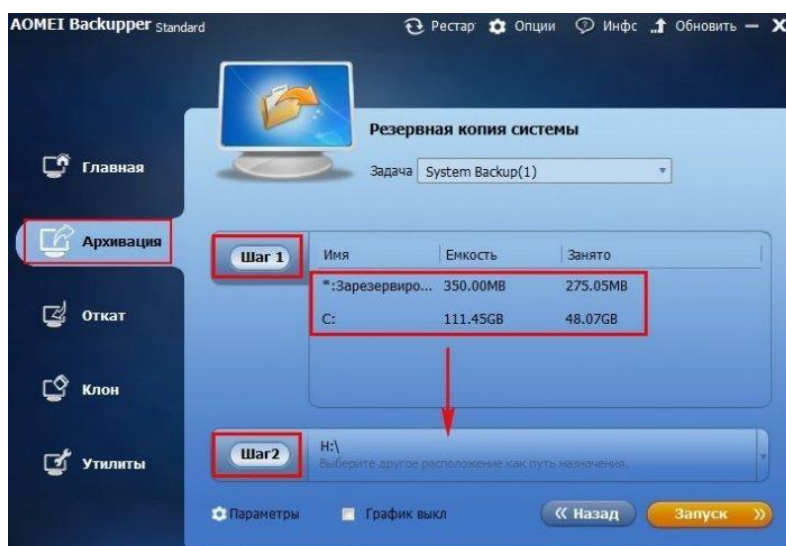 AOMEI Backupper Standard Рестар Опции Инфс Обновить
Резервная копия системы
Главная
Задача System Backup(1)
Архивация
Шаг 1
Имя Емкость Занято
*:Зарезервиро... 350.00MB 275.05MB
C: 111.45GB 48.07GB
Откат
Клон
Утилиты
Шаг2
H:\
Выберите другое расположение как путь назначения.
Параметры График выкл Назад Запуск